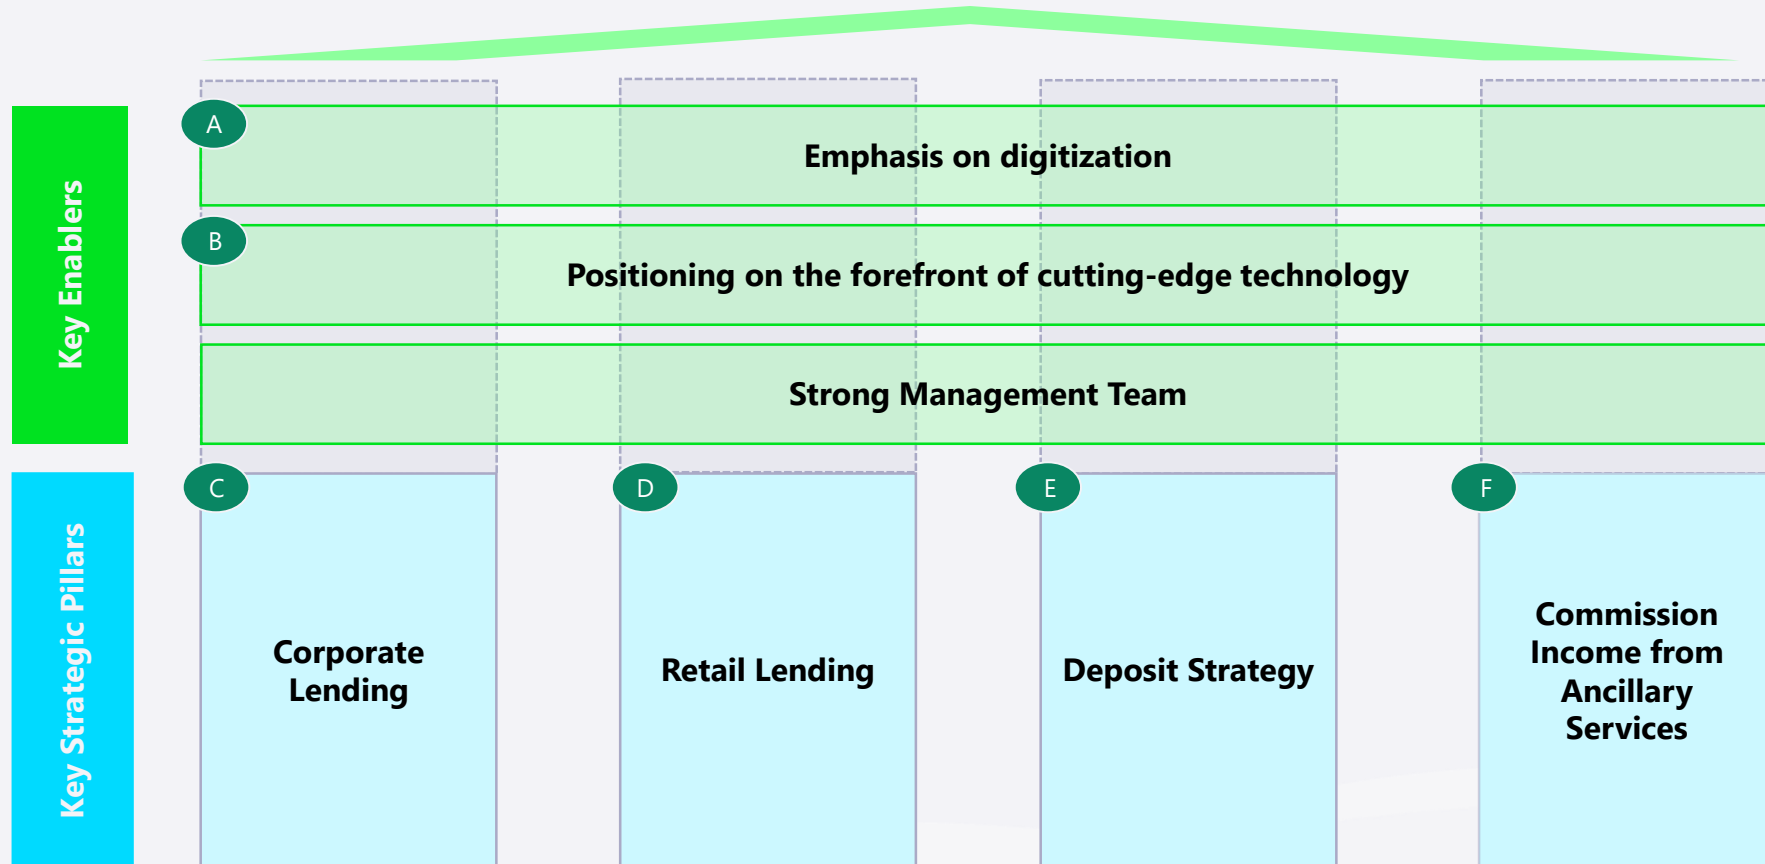 Key Enablers
A
Emphasis on digitization
B
Positioning on the forefront of cutting-edge technology
Strong Management Team
Key Strategic Pillars
C
Corporate
Lending
D
Retail Lending
E
Deposit Strategy
F
Commission
Income from
Ancillary
Services